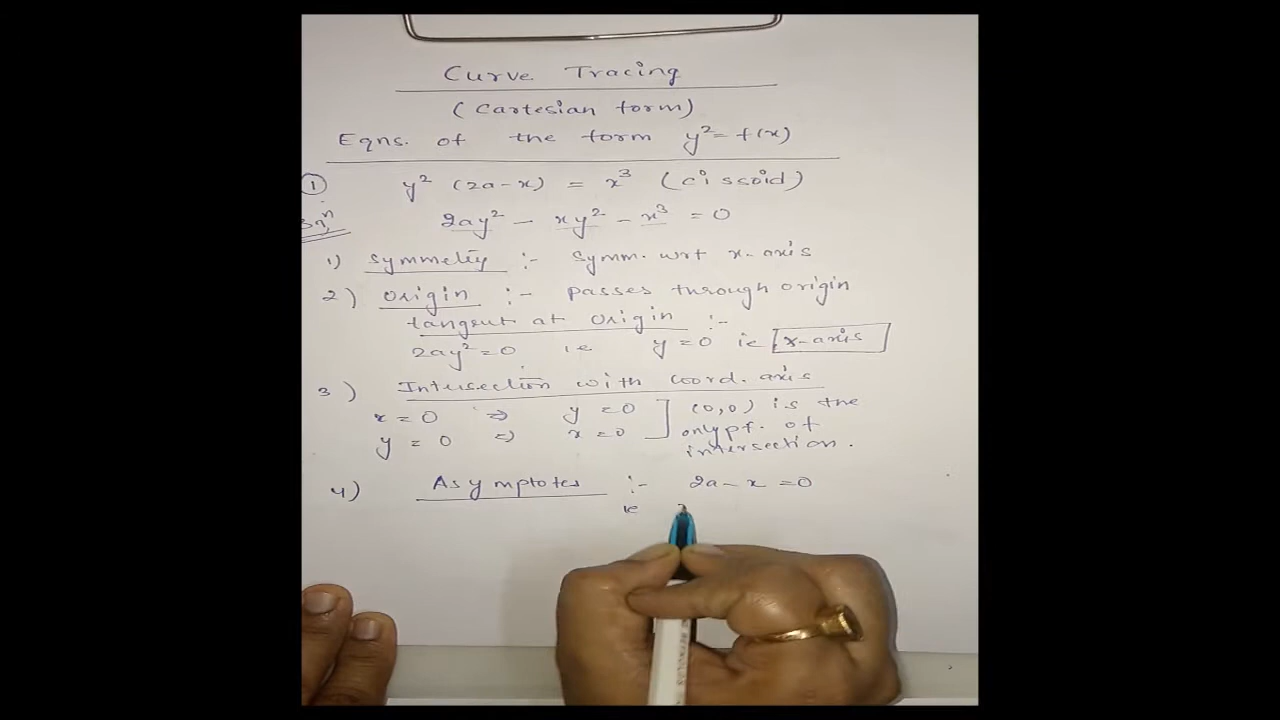 Curve Tracing
(Cartesian form)
Eqns. of the form y² = f(x)
① y² (2a-x) = x³ (cissoid)
2ay² - xy² - x³ = 0
1) Symmetry :- Symm. wrt x-axis
2) Origin :- passes through origin
tangent at origin :-
2ay² = 0 ie y = 0 ie x-axis
3) Intersection with coord. axis
x = 0 ⇒ y = 0 ] (0,0) is the
y = 0 ⇒ x = 0 only pt. of
intersection.
4) Asymptotes :- 2a - x = 0
ie